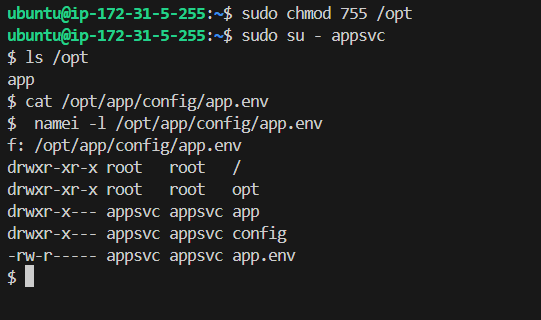 ubuntu@ip-172-31-5-255:~$ sudo chmod 755 /opt
ubuntu@ip-172-31-5-255:~$ sudo su - appsvc
$ ls /opt
app
$ cat /opt/app/config/app.env
$  namei -l /opt/app/config/app.env
f: /opt/app/config/app.env
drwxr-xr-x root   root   /
drwxr-xr-x root   root   opt
drwxr-x--- appsvc appsvc app
drwxr-x--- appsvc appsvc config
-rw-r----- appsvc appsvc app.env
$